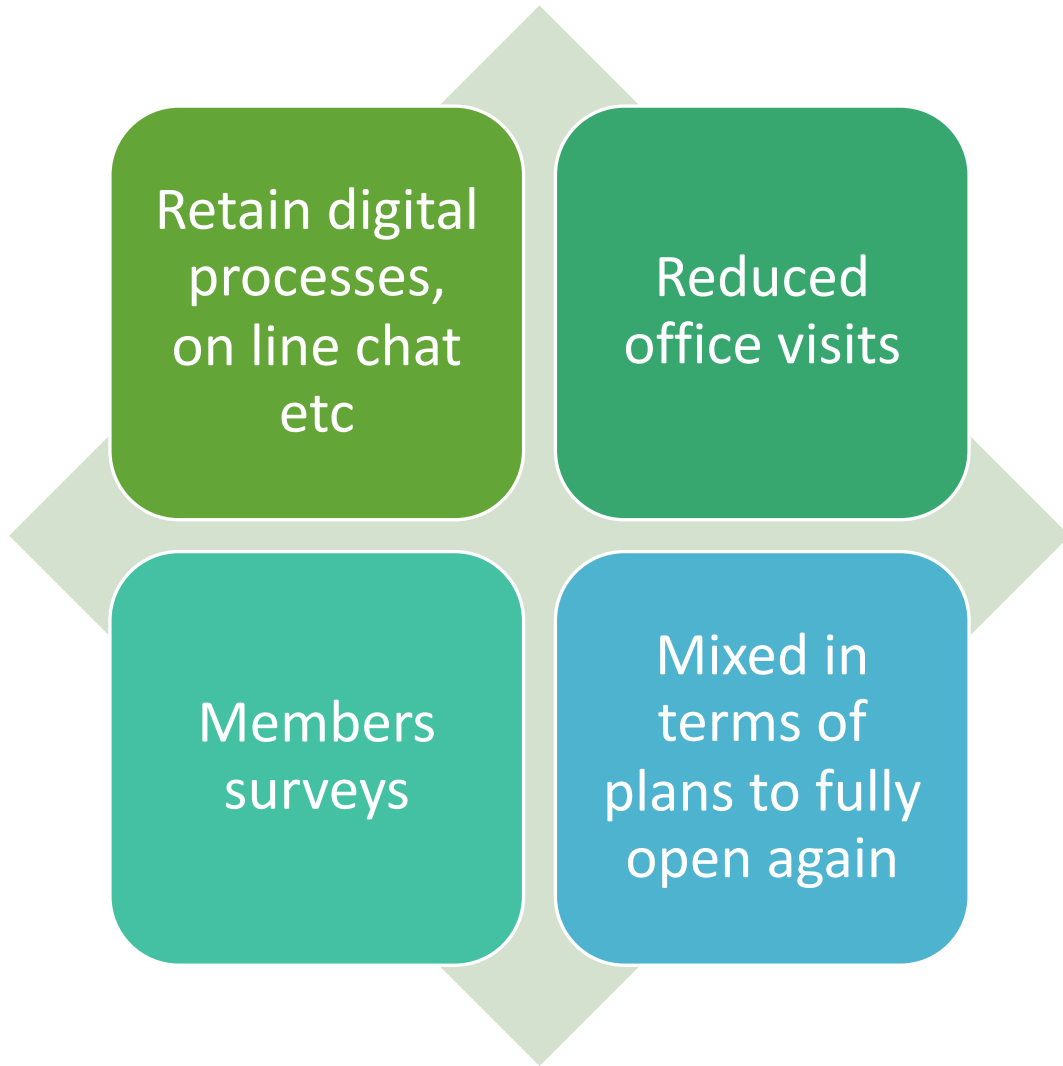 Retain digital
processes,
on line chat
etc
Reduced
office visits
Members
surveys
Mixed in
terms of
plans to fully
open again